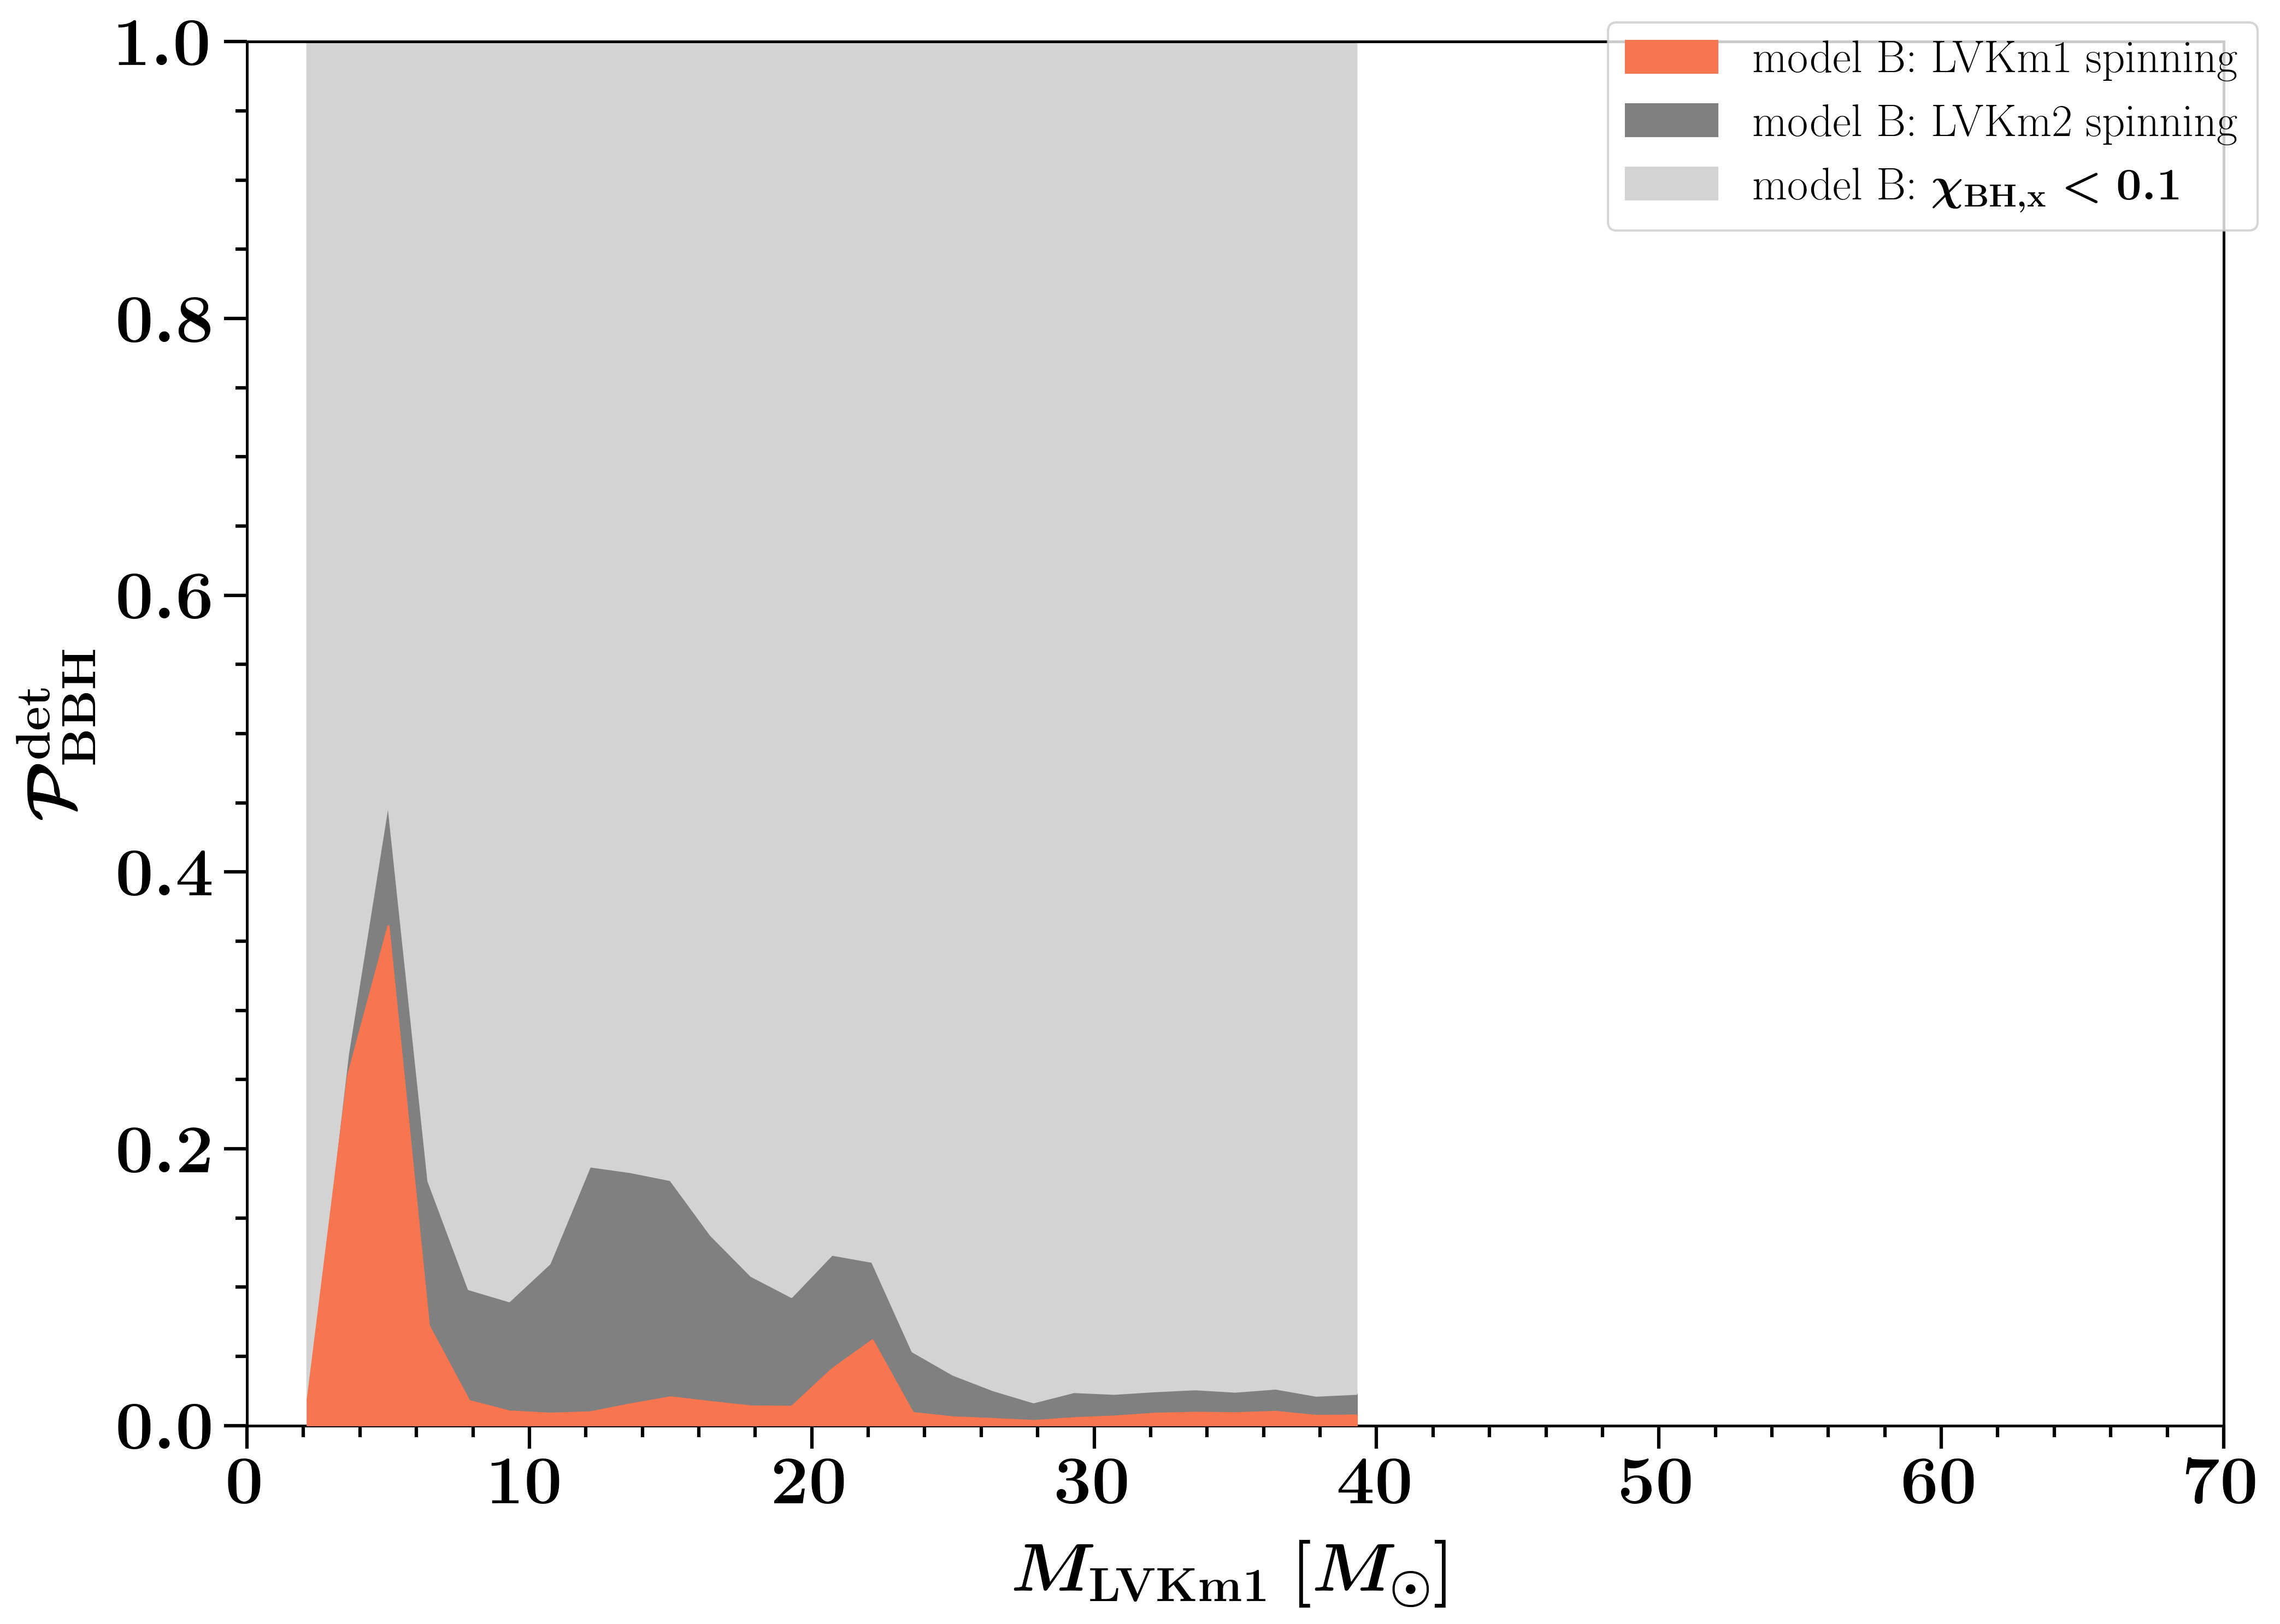 1.0
0.8
0.6
0.4
0.2
0.0
𝒫^det_BBH
model B: LVKm1 spinning
model B: LVKm2 spinning
model B: χ_BH,x < 0.1
0 10 20 30 40 50 60 70
M_LVKm1 [M_⊙]